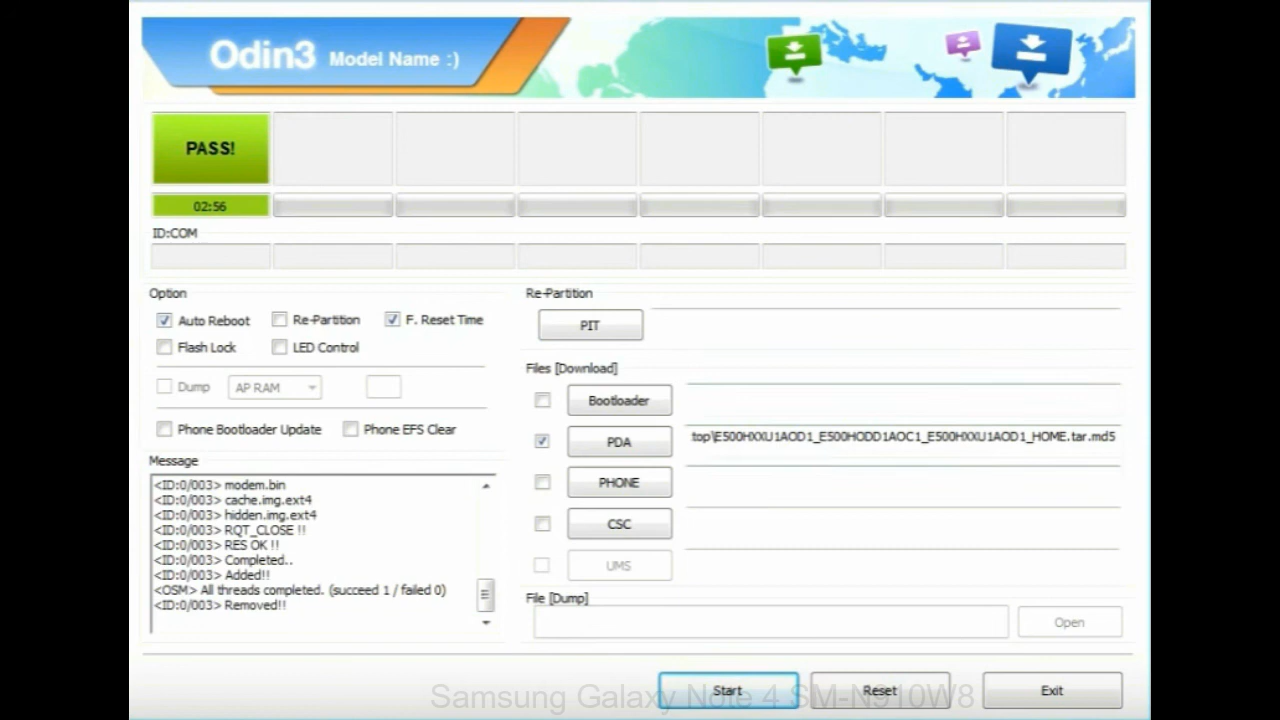 Odin3 Model Name :)
PASS!
02:56
ID:COM
Option
Auto Reboot Re-Partition F. Reset Time
Flash Lock LED Control
Dump AP RAM
Phone Bootloader Update Phone EFS Clear
Message
<ID:0/003> modem.bin
<ID:0/003> cache.img.ext4
<ID:0/003> hidden.img.ext4
<ID:0/003> RQT_CLOSE !!
<ID:0/003> RES OK !!
<ID:0/003> Completed..
<ID:0/003> Added!!
<OSM> All threads completed. (succeed 1 / failed 0)
<ID:0/003> Removed!!
Re-Partition
PIT
Files [Download]
Bootloader
PDA top\E500HXXU1AOD1_E500HODD1AOC1_E500HXXU1AOD1_HOME.tar.md5
PHONE
CSC
UMS
File [Dump]
Open
Start Reset Exit
Samsung Galaxy Note 4 SM-N910W8